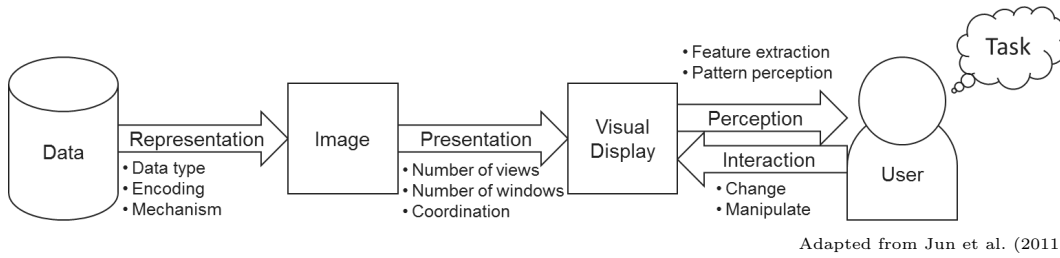 Data
Representation
• Data type
• Encoding
• Mechanism
Image
Presentation
• Number of views
• Number of windows
• Coordination
Visual
Display
• Feature extraction
• Pattern perception
Perception
Interaction
• Change
• Manipulate
Task
User
Adapted from Jun et al. (2011